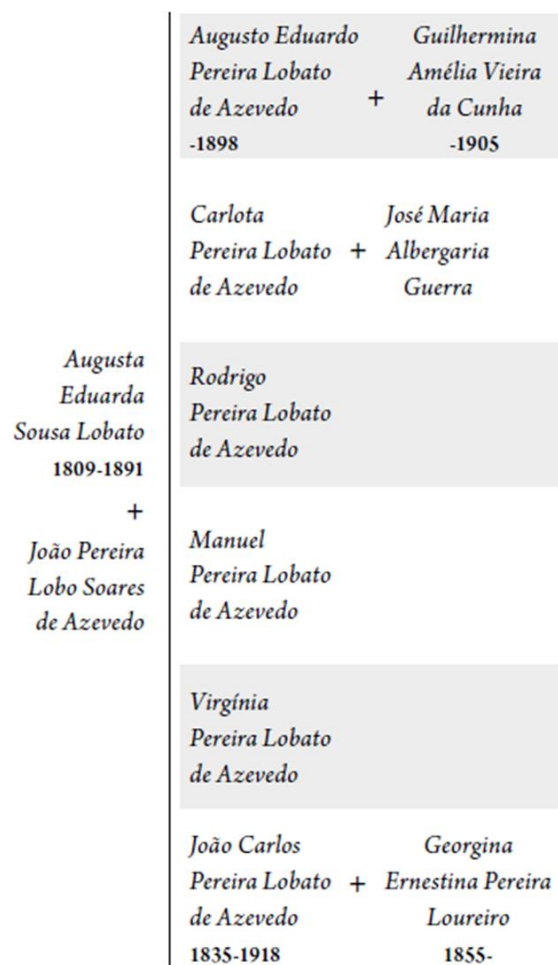 Augusta
Eduarda
Sousa Lobato
1809-1891
+
João Pereira
Lobo Soares
de Azevedo
Augusto Eduardo
Pereira Lobato
de Azevedo
-1898
+
Guilhermina
Amélia Vieira
da Cunha
-1905
Carlota
Pereira Lobato
de Azevedo
+
José Maria
Albergaria
Guerra
Rodrigo
Pereira Lobato
de Azevedo
Manuel
Pereira Lobato
de Azevedo
Virgínia
Pereira Lobato
de Azevedo
João Carlos
Pereira Lobato
de Azevedo
1835-1918
+
Georgina
Ernestina Pereira
Loureiro
1855-